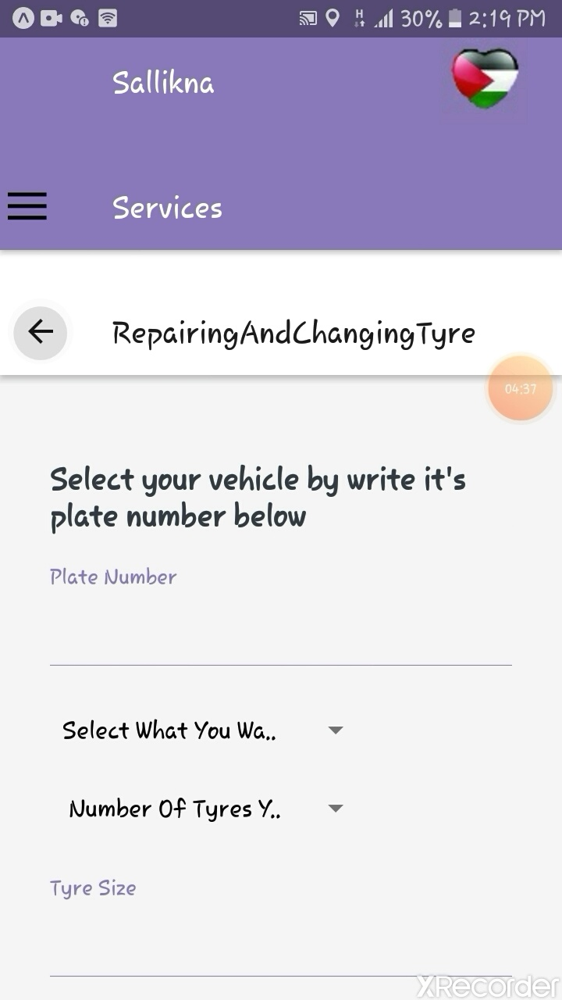 H 30% 2:19 PM
Sallikna
Services
RepairingAndChangingTyre
04:37
Select your vehicle by write it's
plate number below
Plate Number
Select What You Wa..
Number Of Tyres Y..
Tyre Size
XRecorder